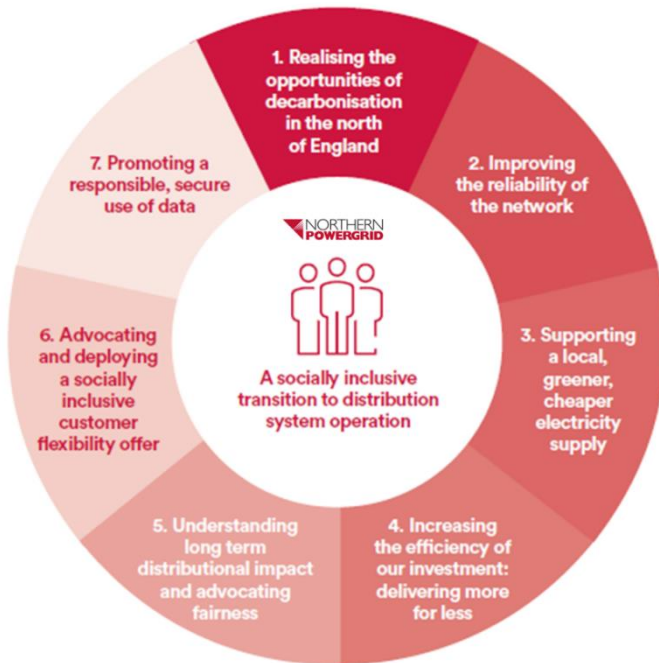 1. Realising the
opportunities of
decarbonisation
in the north
of England
2. Improving
the reliability of
the network
3. Supporting
a local,
greener,
cheaper
electricity
supply
4. Increasing
the efficiency of
our investment:
delivering more
for less
5. Understanding
long term
distributional impact
and advocating
fairness
6. Advocating
and deploying
a socially
inclusive
customer
flexibility offer
7. Promoting a
responsible, secure
use of data
NORTHERN
POWERGRID
A socially inclusive
transition to distribution
system operation